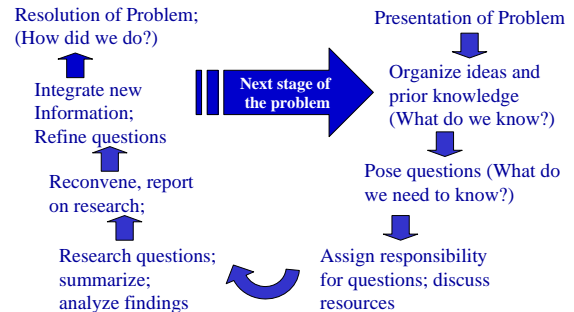 Presentation of Problem
Organize ideas and
prior knowledge
(What do we know?)
Pose questions (What do
we need to know?)
Assign responsibility
for questions; discuss
resources
Research questions;
summarize;
analyze findings
Reconvene, report
on research;
Integrate new
Information;
Refine questions
Resolution of Problem;
(How did we do?)
Next stage of
the problem